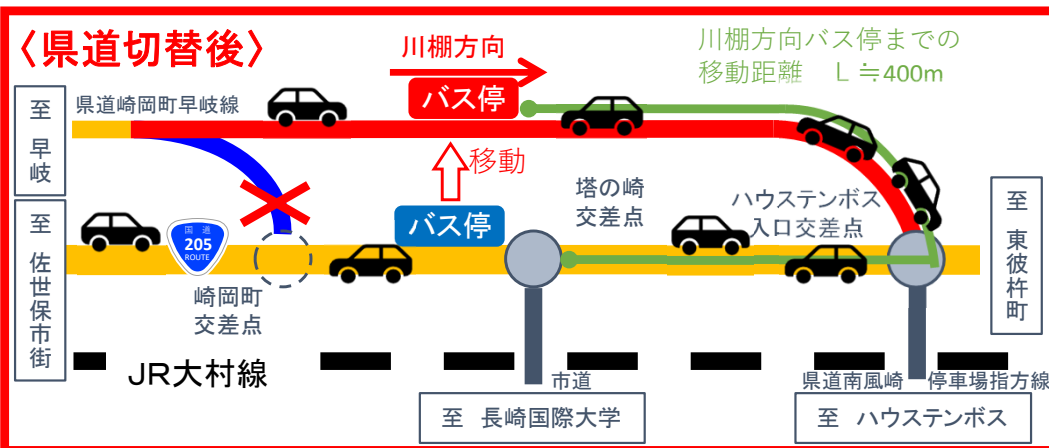 〈県道切替後〉
川棚方向
川棚方向バス停までの
移動距離　L≒400m
バス停
至 早岐
県道崎岡町早岐線
移動
塔の崎
交差点
ハウステンボス
入口交差点
至 東彼杵町
至 佐世保市街
国道
205
ROUTE
バス停
崎岡町
交差点
JR大村線
市道
県道南風崎
停車場指方線
至 長崎国際大学
至 ハウステンボス